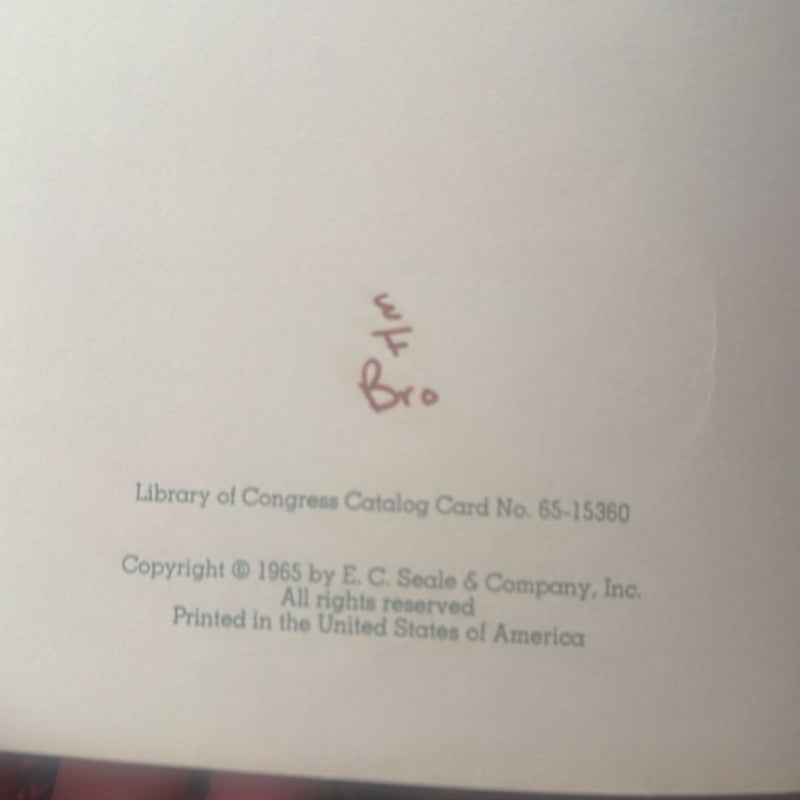 E
F
Bro
Library of Congress Catalog Card No. 65-15360
Copyright © 1965 by E. C. Seale & Company, Inc.
All rights reserved
Printed in the United States of America